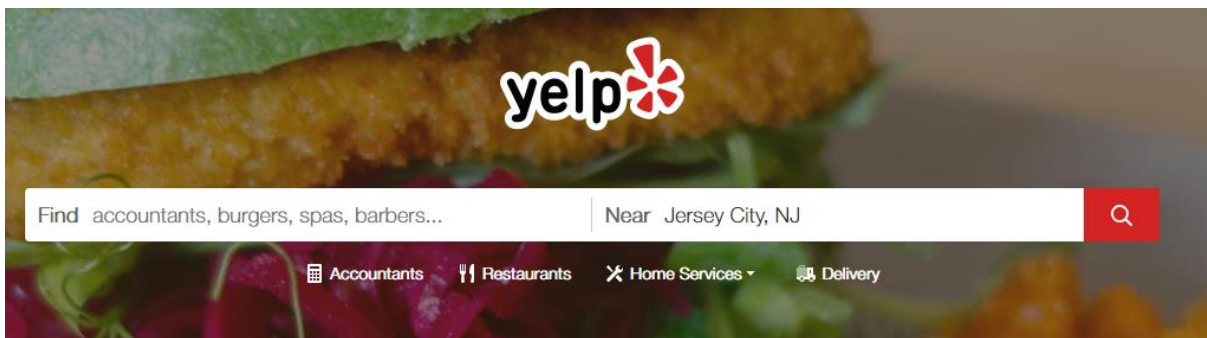 yelp
Find accountants, burgers, spas, barbers... Near Jersey City, NJ
Accountants Restaurants Home Services Delivery